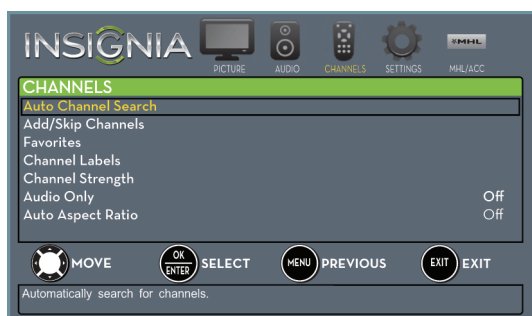 INSIGNIA
PICTURE AUDIO CHANNELS SETTINGS MHL/ACC
MHL
CHANNELS
Auto Channel Search
Add/Skip Channels
Favorites
Channel Labels
Channel Strength
Audio Only Off
Auto Aspect Ratio Off
MOVE OK ENTER SELECT MENU PREVIOUS EXIT EXIT
Automatically search for channels.